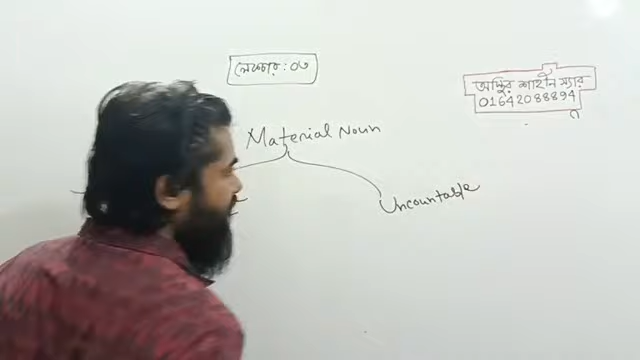 লেকচার : ০৩
শাহীন স্যার
01642088894
Material Noun
Uncountable